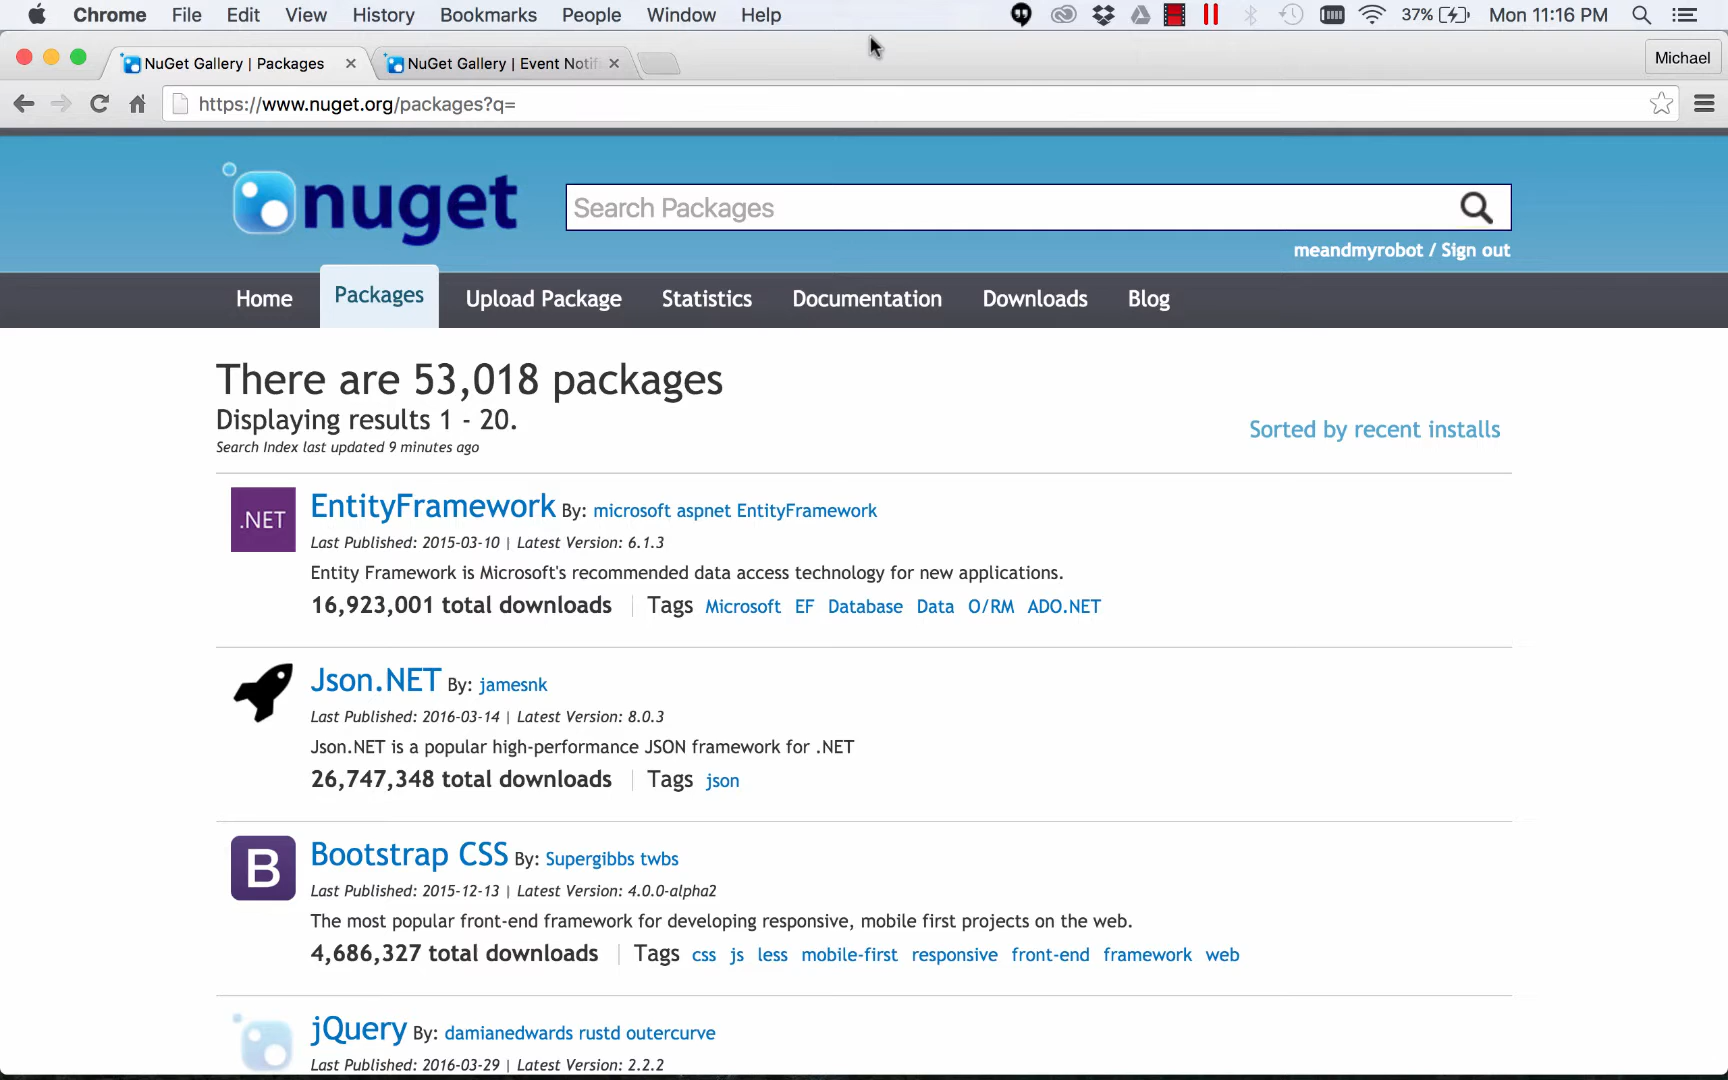 Chrome File Edit View History Bookmarks People Window Help 37% Mon 11:16 PM
NuGet Gallery | Packages NuGet Gallery | Event Notif Michael
https://www.nuget.org/packages?q=
nuget Search Packages
meandmyrobot / Sign out
Home Packages Upload Package Statistics Documentation Downloads Blog
There are 53,018 packages
Displaying results 1 - 20.
Sorted by recent installs
Search Index last updated 9 minutes ago
.NET EntityFramework By: microsoft aspnet EntityFramework
Last Published: 2015-03-10 | Latest Version: 6.1.3
Entity Framework is Microsoft's recommended data access technology for new applications.
16,923,001 total downloads | Tags Microsoft EF Database Data O/RM ADO.NET
Json.NET By: jamesnk
Last Published: 2016-03-14 | Latest Version: 8.0.3
Json.NET is a popular high-performance JSON framework for .NET
26,747,348 total downloads | Tags json
B Bootstrap CSS By: Supergibbs twbs
Last Published: 2015-12-13 | Latest Version: 4.0.0-alpha2
The most popular front-end framework for developing responsive, mobile first projects on the web.
4,686,327 total downloads | Tags css js less mobile-first responsive front-end framework web
jQuery By: damianedwards rustd outercurve
Last Published: 2016-03-29 | Latest Version: 2.2.2